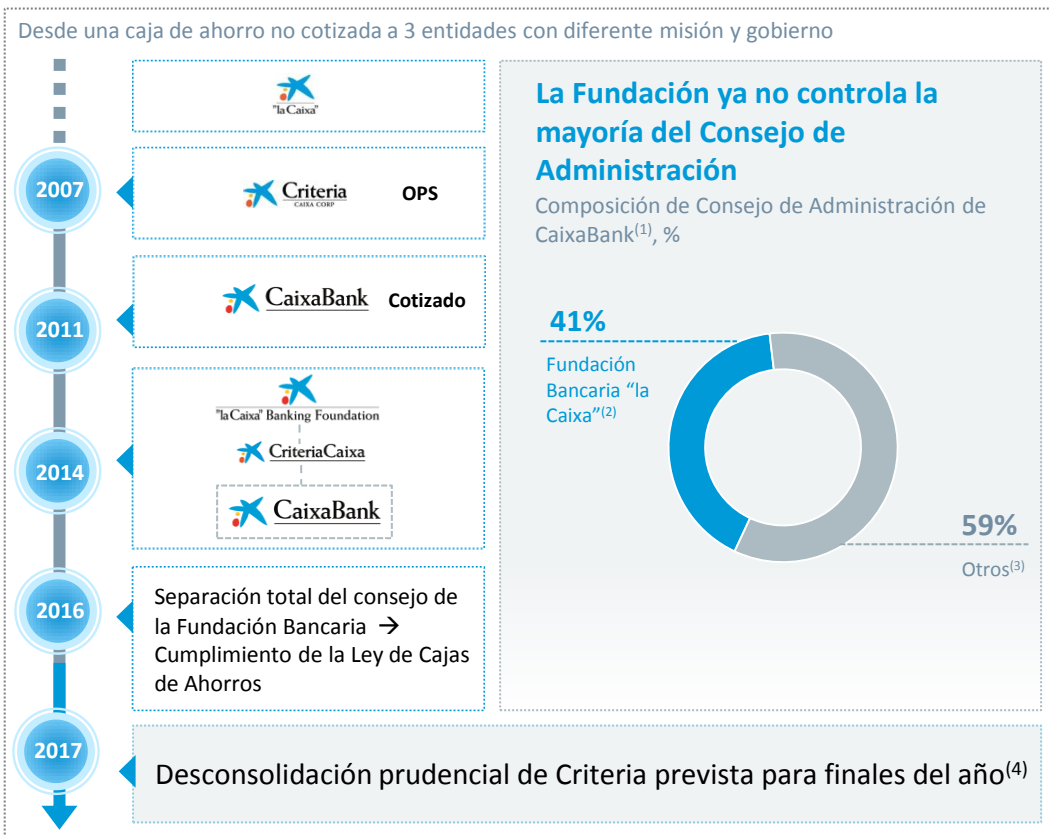 Desde una caja de ahorro no cotizada a 3 entidades con diferente misión y gobierno
"la Caixa"
2007
Criteria
CAIXA CORP
OPS
2011
CaixaBank
Cotizado
2014
"la Caixa" Banking Foundation
CriteriaCaixa
CaixaBank
2016
Separación total del consejo de
la Fundación Bancaria →
Cumplimiento de la Ley de Cajas
de Ahorros
La Fundación ya no controla la
mayoría del Consejo de
Administración
Composición de Consejo de Administración de
CaixaBank(1), %
41%
Fundación
Bancaria “la
Caixa”(2)
59%
Otros(3)
2017
Desconsolidación prudencial de Criteria prevista para finales del año(4)